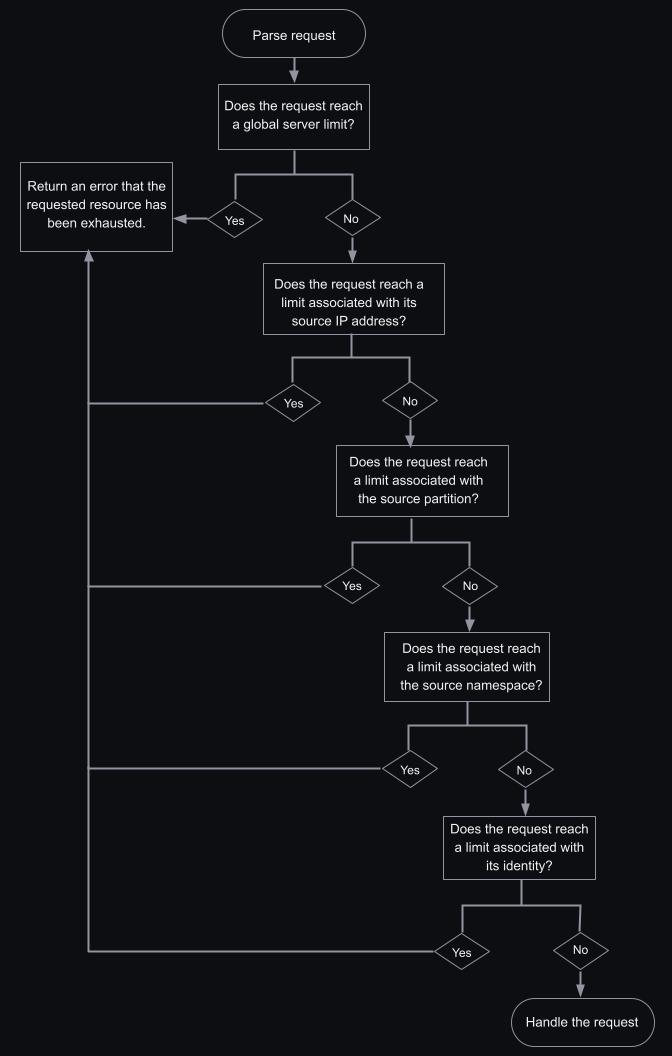 Parse request
Does the request reach
a global server limit?
Return an error that the
requested resource has
been exhausted.
Yes
No
Does the request reach a
limit associated with its
source IP address?
Yes
No
Does the request reach
a limit associated with
the source partition?
Yes
No
Does the request reach
a limit associated with
the source namespace?
Yes
No
Does the request reach
a limit associated with
its identity?
Yes
No
Handle the request